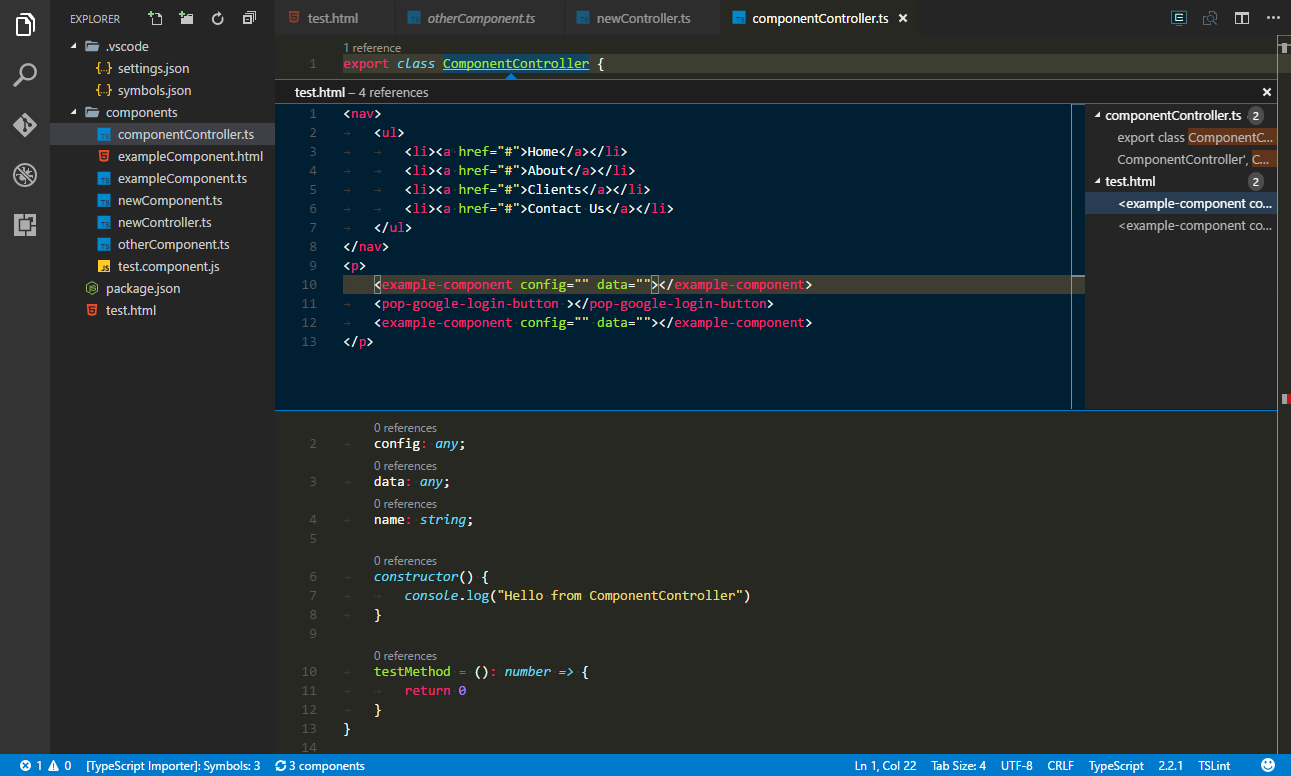 EXPLORER
.vscode
{..} settings.json
{..} symbols.json
components
TS componentController.ts
exampleComponent.html
TS exampleComponent.ts
TS newComponent.ts
TS newController.ts
TS otherComponent.ts
JS test.component.js
package.json
test.html
test.html
otherComponent.ts
newController.ts
componentController.ts ×
1 reference
1 export class ComponentController {
test.html – 4 references ×
1 <nav>
2 <ul>
3 <li><a href="#">Home</a></li>
4 <li><a href="#">About</a></li>
5 <li><a href="#">Clients</a></li>
6 <li><a href="#">Contact Us</a></li>
7 </ul>
8 </nav>
9 <p>
10 <example-component config="" data=""></example-component>
11 <pop-google-login-button ></pop-google-login-button>
12 <example-component config="" data=""></example-component>
13 </p>
componentController.ts 2
export class ComponentC...
ComponentController', C...
test.html 2
<example-component co...
<example-component co...
0 references
2 config: any;
0 references
3 data: any;
0 references
4 name: string;
5
0 references
6 constructor() {
7 console.log("Hello from ComponentController")
8 }
9
0 references
10 testMethod = (): number => {
11 return 0
12 }
13 }
14
1 0 [TypeScript Importer]: Symbols: 3 3 components Ln 1, Col 22 Tab Size: 4 UTF-8 CRLF TypeScript 2.2.1 TSLint